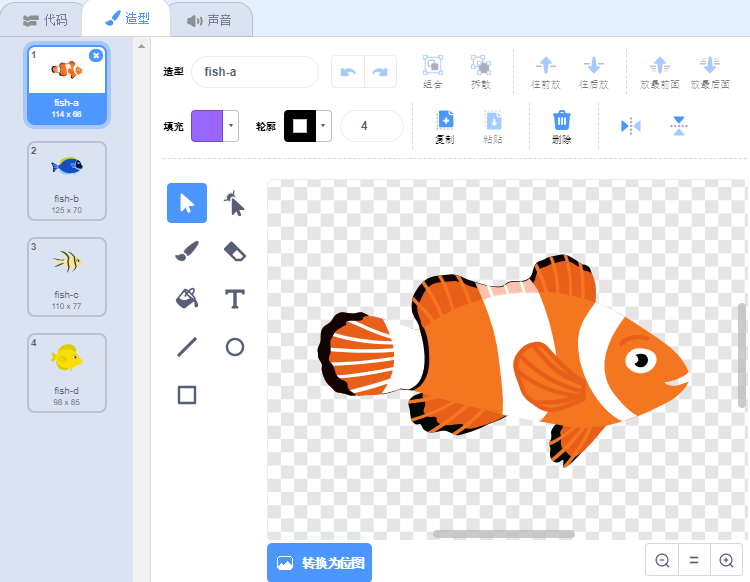 代码 造型 声音
1
fish-a
114 x 66
2
fish-b
125 x 70
3
fish-c
110 x 77
4
fish-d
98 x 85
造型 fish-a 组合 拆散 往前放 往后放 放最前面 放最后面
填充 轮廓 4 复制 粘贴 删除
T
转换为位图